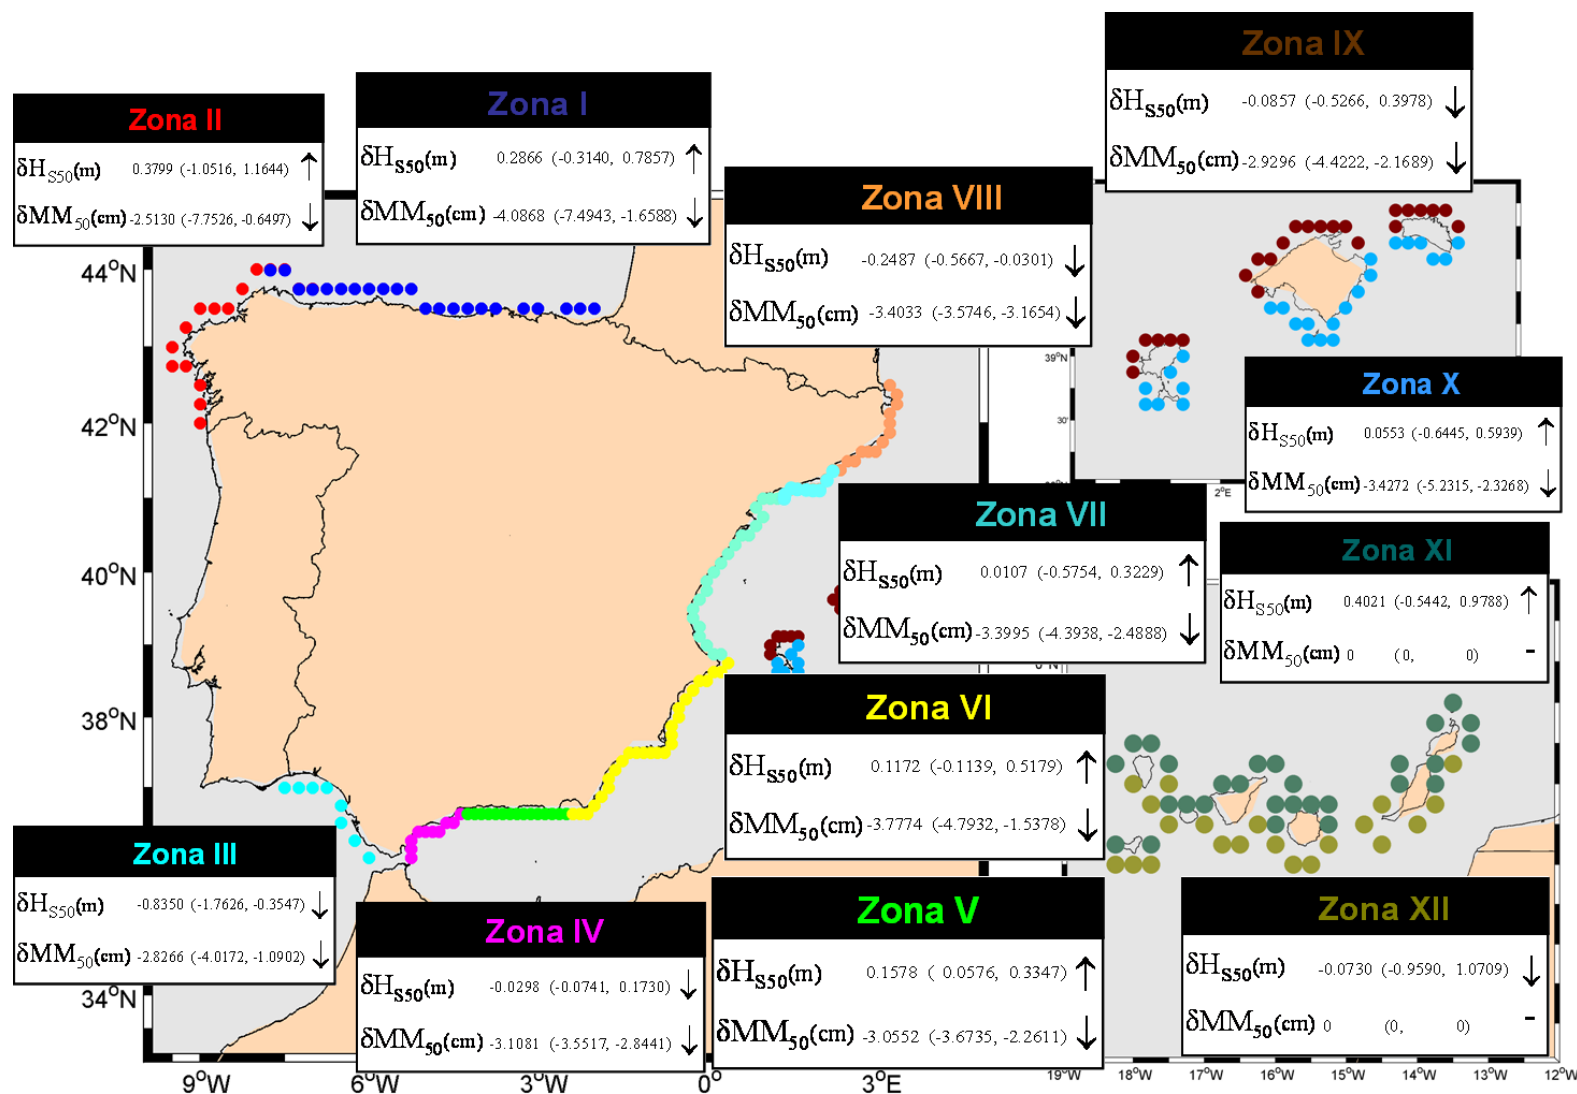 Zona IX
δHS50(m) -0.0857 (-0.5266, 0.3978) ↓
δMM50(cm) -2.9296 (-4.4222, -2.1689) ↓
Zona II
δHS50(m) 0.3799 (-1.0516, 1.1644) ↑
δMM50(cm) -2.5130 (-7.7526, -0.6497) ↓
Zona I
δHS50(m) 0.2866 (-0.3140, 0.7857) ↑
δMM50(cm) -4.0868 (-7.4943, -1.6588) ↓
Zona VIII
δHS50(m) -0.2487 (-0.5667, -0.0301) ↓
δMM50(cm) -3.4033 (-3.5746, -3.1654) ↓
44°N
42°N
40°N
38°N
34°N
39°N
30'
2°E
Zona X
δHS50(m) 0.0553 (-0.6445, 0.5939) ↑
δMM50(cm) -3.4272 (-5.2315, -2.3268) ↓
Zona VII
δHS50(m) 0.0107 (-0.5754, 0.3229) ↑
δMM50(cm) -3.3995 (-4.3938, -2.4888) ↓
Zona XI
δHS50(m) 0.4021 (-0.5442, 0.9788) ↑
δMM50(cm) 0 (0, 0) -
Zona VI
δHS50(m) 0.1172 (-0.1139, 0.5179) ↑
δMM50(cm) -3.7774 (-4.7932, -1.5378) ↓
Zona III
δHS50(m) -0.8350 (-1.7626, -0.3547) ↓
δMM50(cm) -2.8266 (-4.0172, -1.0902) ↓
Zona IV
δHS50(m) -0.0298 (-0.0741, 0.1730) ↓
δMM50(cm) -3.1081 (-3.5517, -2.8441) ↓
Zona V
δHS50(m) 0.1578 ( 0.0576, 0.3347) ↑
δMM50(cm) -3.0552 (-3.6735, -2.2611) ↓
Zona XII
δHS50(m) -0.0730 (-0.9590, 1.0709) ↓
δMM50(cm) 0 (0, 0) -
9°W 6°W 3°W 0° 3°E
19°W 18°W 17°W 16°W 15°W 14°W 13°W 12°W